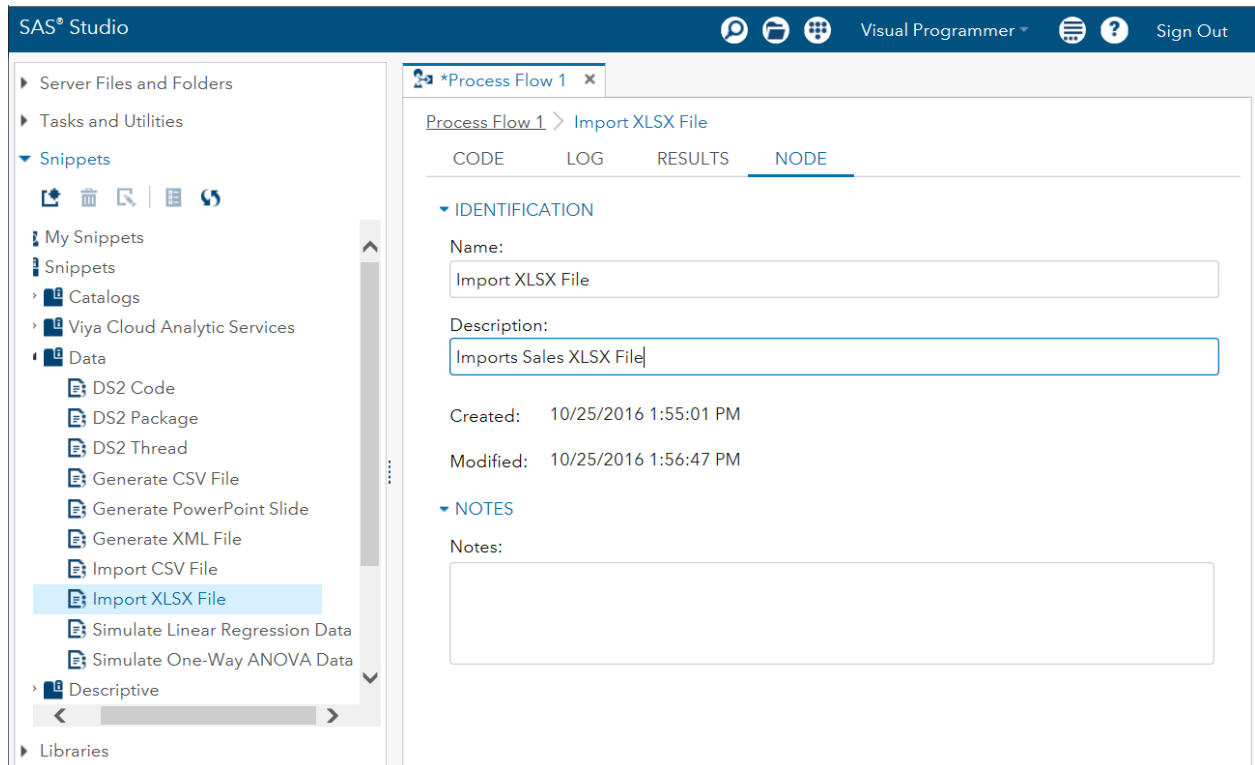 SAS® Studio
Visual Programmer
Sign Out
Server Files and Folders
Tasks and Utilities
Snippets
My Snippets
Snippets
Catalogs
Viya Cloud Analytic Services
Data
DS2 Code
DS2 Package
DS2 Thread
Generate CSV File
Generate PowerPoint Slide
Generate XML File
Import CSV File
Import XLSX File
Simulate Linear Regression Data
Simulate One-Way ANOVA Data
Descriptive
Libraries
*Process Flow 1
Process Flow 1 Import XLSX File
CODE LOG RESULTS NODE
IDENTIFICATION
Name:
Import XLSX File
Description:
Imports Sales XLSX File
Created: 10/25/2016 1:55:01 PM
Modified: 10/25/2016 1:56:47 PM
NOTES
Notes: